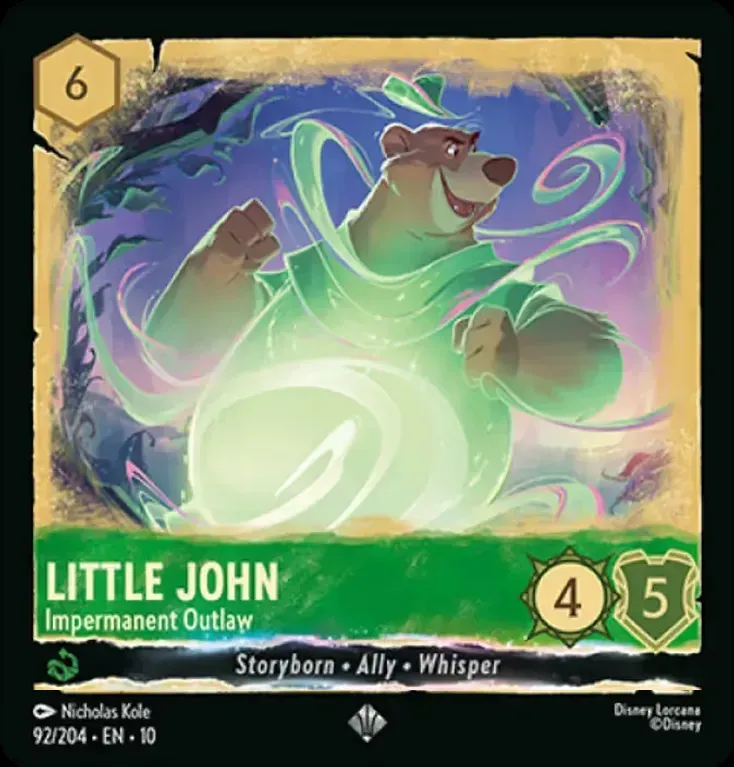 6
LITTLE JOHN
Impermanent Outlaw
4
5
Storyborn • Ally • Whisper
Nicholas Kole
Disney Lorcana
92/204 • EN • 10
©Disney